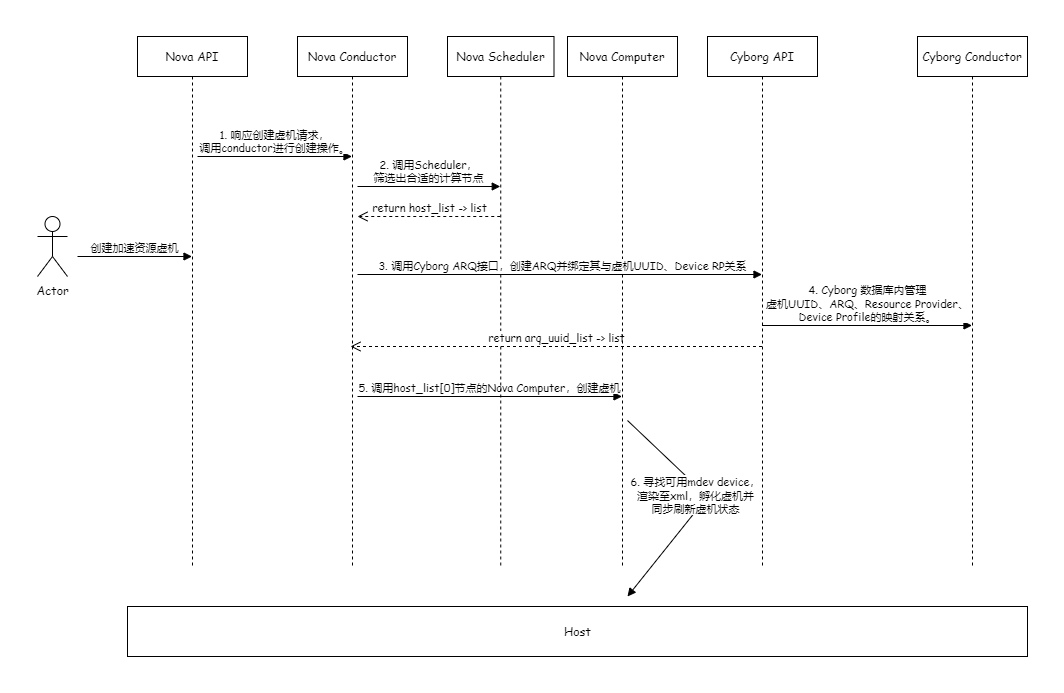 Nova API
Nova Conductor
Nova Scheduler
Nova Computer
Cyborg API
Cyborg Conductor
1. 响应创建虚机请求,
调用conductor进行创建操作。
2. 调用Scheduler,
筛选出合适的计算节点
return host_list -> list
创建加速资源虚机
Actor
3. 调用Cyborg ARQ接口，创建ARQ并绑定其与虚机UUID、Device RP关系
4. Cyborg 数据库内管理
虚机UUID、ARQ、Resource Provider、
Device Profile的映射关系。
return arq_uuid_list -> list
5. 调用host_list[0]节点的Nova Computer，创建虚机
6. 寻找可用mdev device,
渲染至xml，孵化虚机并
同步刷新虚机状态
Host